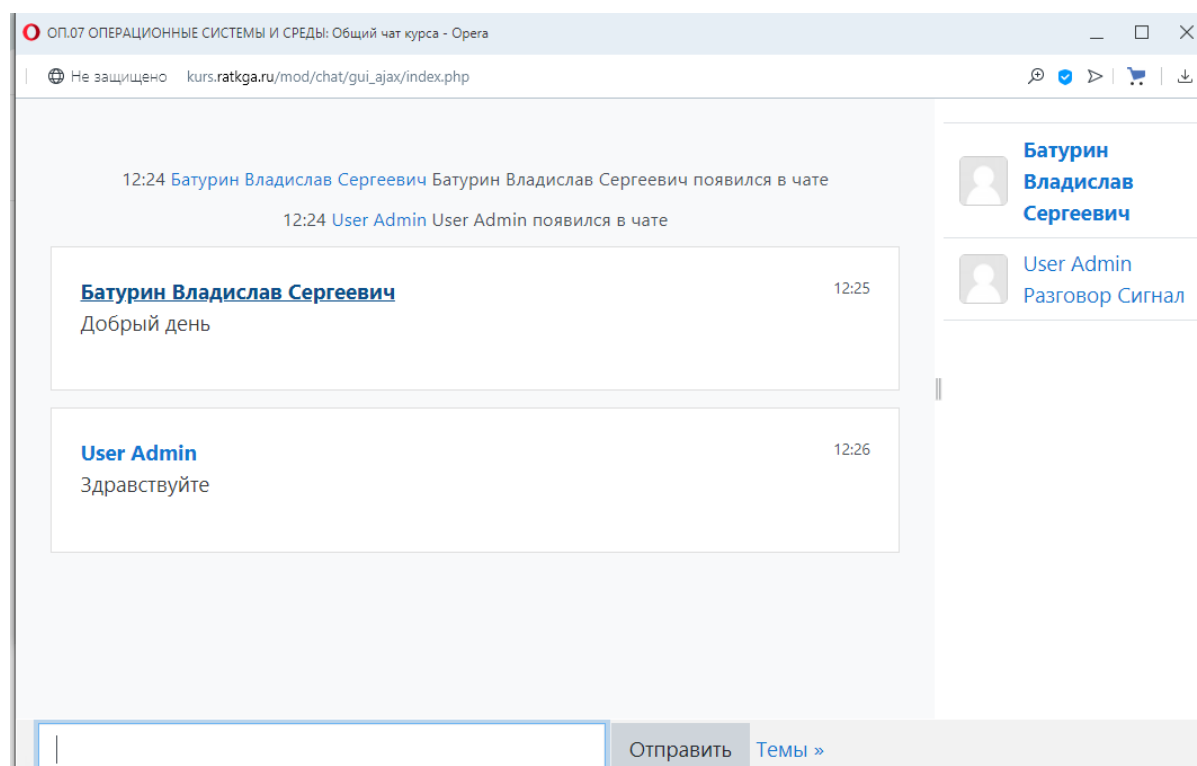 ОП.07 ОПЕРАЦИОННЫЕ СИСТЕМЫ И СРЕДЫ: Общий чат курса - Opera
Не защищено kurs.ratkga.ru/mod/chat/gui_ajax/index.php
12:24 Батурин Владислав Сергеевич Батурин Владислав Сергеевич появился в чате
12:24 User Admin User Admin появился в чате
Батурин Владислав Сергеевич 12:25
Добрый день
User Admin 12:26
Здравствуйте
Отправить Темы »
Батурин
Владислав
Сергеевич
User Admin
Разговор Сигнал